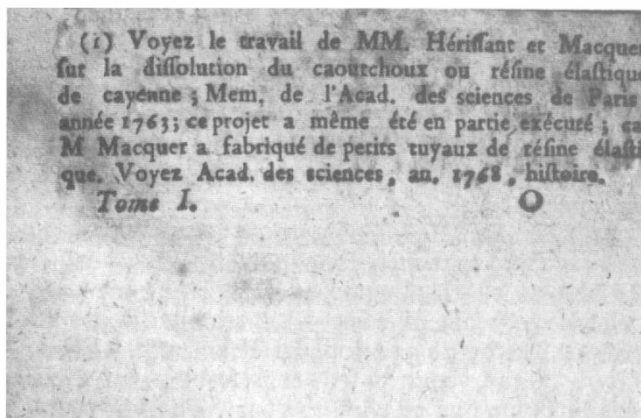 (1) Voyez le travail de MM. Hérissant et Macquer
ſur la diſſolution du caoutchoux ou réſine élaſtique
de cayenne ; Mem. de l'Acad. des sciences de Paris
année 1763 ; ce projet a même été en partie exécuté ; ca
M Macquer a fabriqué de petits tuyaux de réſine élaſti
que. Voyez Acad. des sciences, an. 1768, hiſtoire.
Tome I. O